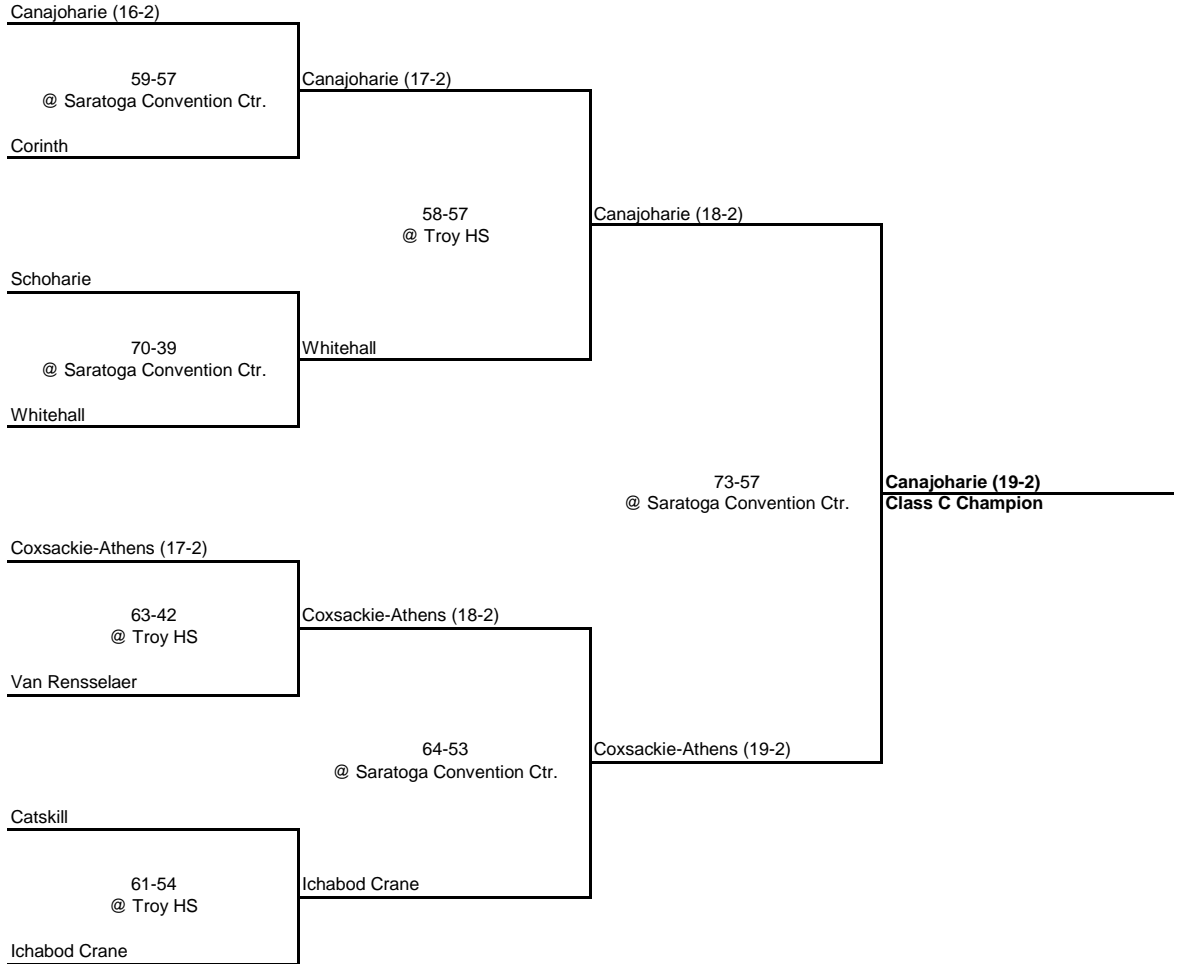 Canajoharie (16-2)
59-57
@ Saratoga Convention Ctr.
Canajoharie (17-2)
Corinth
58-57
@ Troy HS
Canajoharie (18-2)
Schoharie
70-39
@ Saratoga Convention Ctr.
Whitehall
Whitehall
73-57
@ Saratoga Convention Ctr.
Canajoharie (19-2)
Class C Champion
Coxsackie-Athens (17-2)
63-42
@ Troy HS
Coxsackie-Athens (18-2)
Van Rensselaer
64-53
@ Saratoga Convention Ctr.
Coxsackie-Athens (19-2)
Catskill
61-54
@ Troy HS
Ichabod Crane
Ichabod Crane